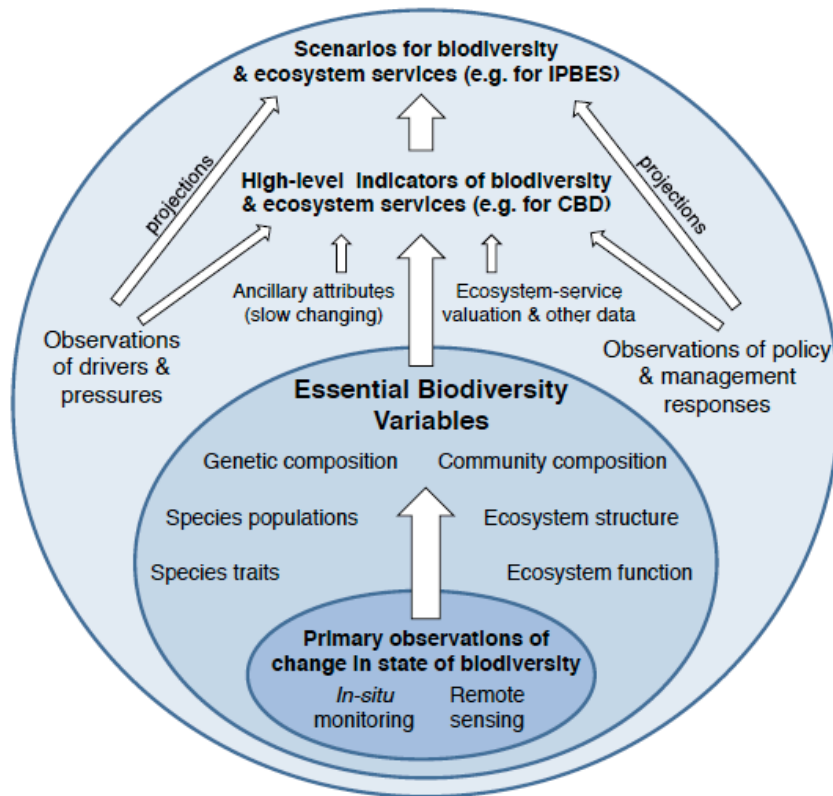 Scenarios for biodiversity
& ecosystem services (e.g. for IPBES)
projections
projections
High-level indicators of biodiversity
& ecosystem services (e.g. for CBD)
Ancillary attributes
(slow changing)
Ecosystem-service
valuation & other data
Observations
of drivers &
pressures
Observations of policy
& management
responses
Essential Biodiversity
Variables
Genetic composition
Community composition
Species populations
Ecosystem structure
Species traits
Ecosystem function
Primary observations of
change in state of biodiversity
In-situ
monitoring
Remote
sensing